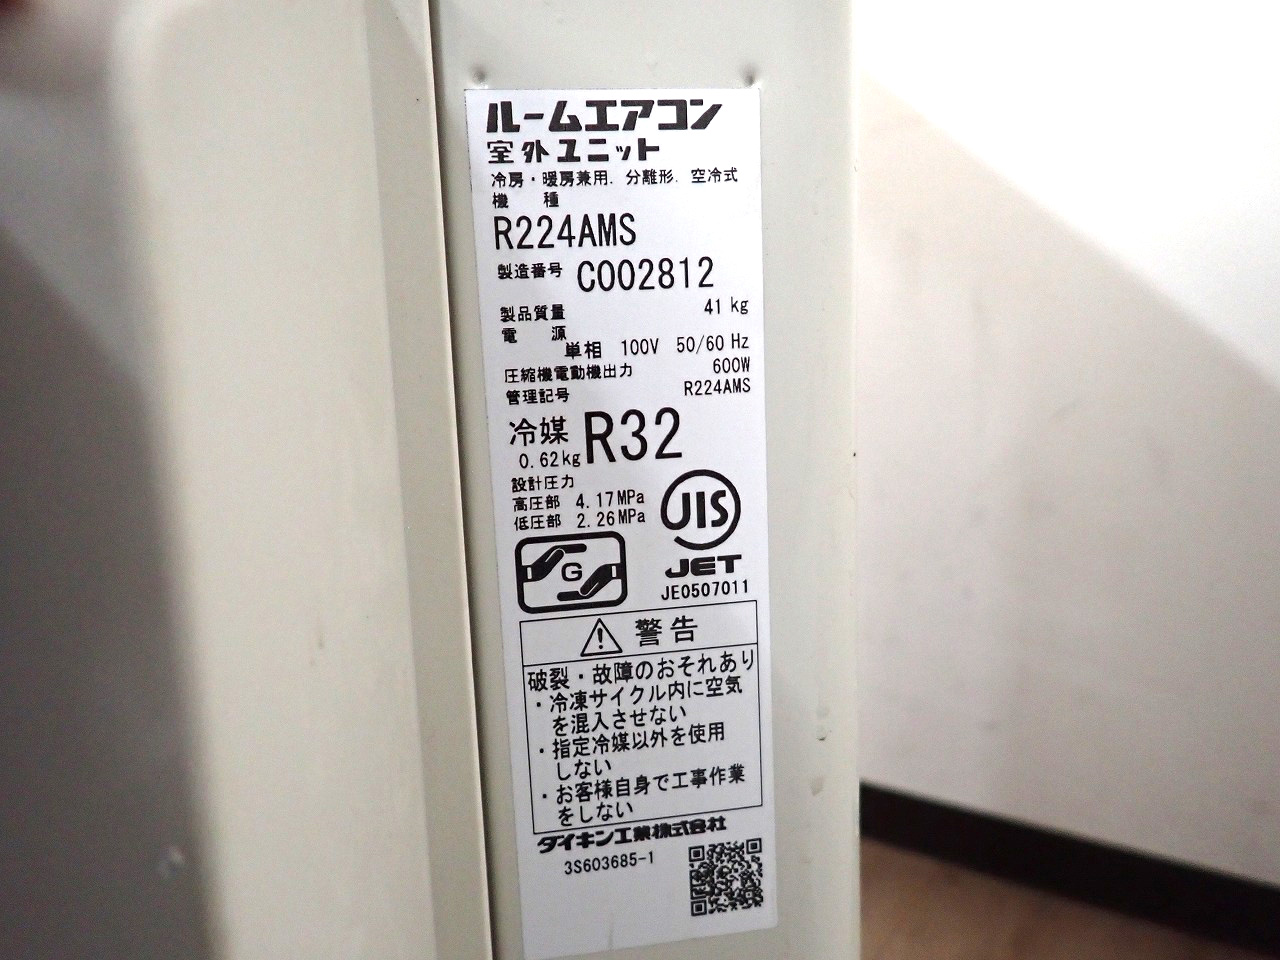 ルームエアコン
室外ユニット
冷房・暖房兼用. 分離形. 空冷式
機 種
R224AMS
製造番号 C002812
製品質量 41 kg
電 源
単相 100V 50/60 Hz
圧縮機電動機出力 600W
管理記号 R224AMS
冷媒 R32
0.62kg
設計圧力
高圧部 4.17MPa
低圧部 2.26MPa
JIS
G
JET
JE0507011
警告
破裂・故障のおそれあり
・冷凍サイクル内に空気
を混入させない
・指定冷媒以外を使用
しない
・お客様自身で工事作業
をしない
ダイキン工業株式会社
3S603685-1